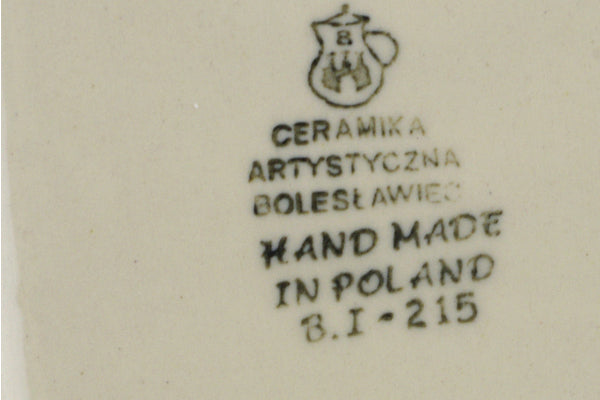 B
CERAMIKA
ARTYSTYCZNA
BOLESŁAWIEC
HAND MADE
IN POLAND
B.I-215